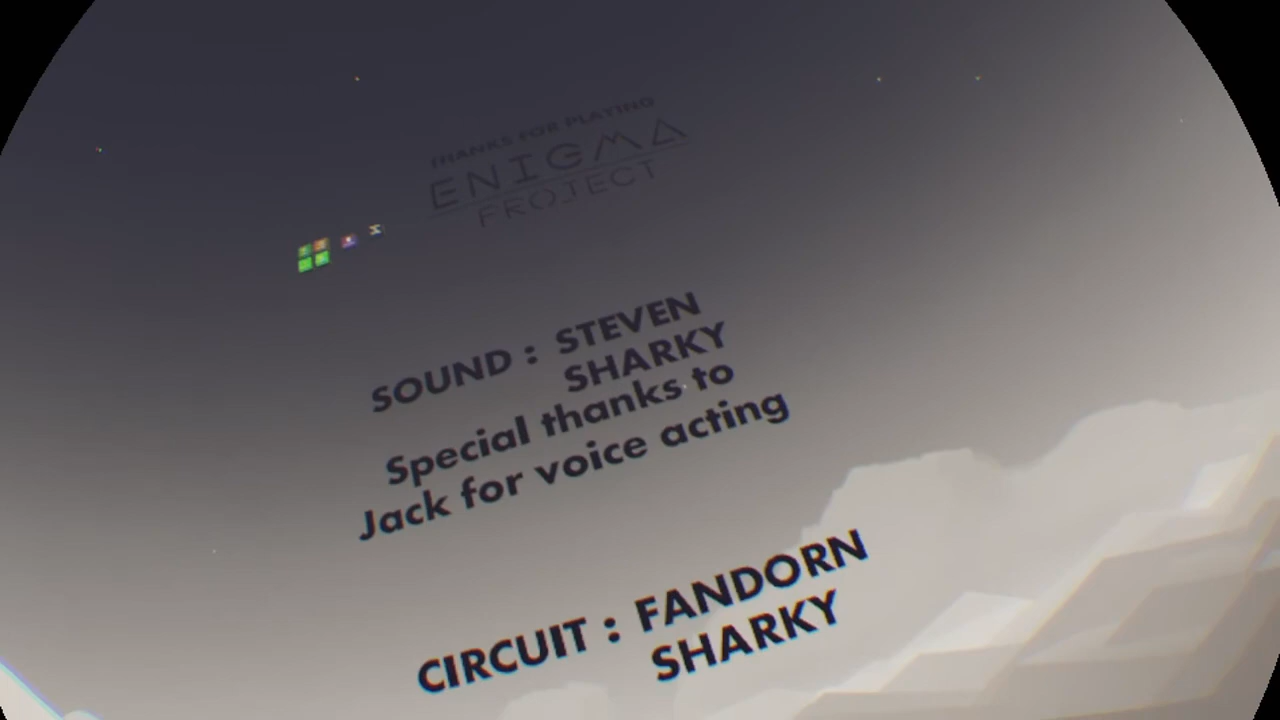 THANKS FOR PLAYING
ENIGMA
PROJECT
SOUND : STEVEN
SHARKY
Special thanks to
Jack for voice acting
CIRCUIT : FANDORN
SHARKY